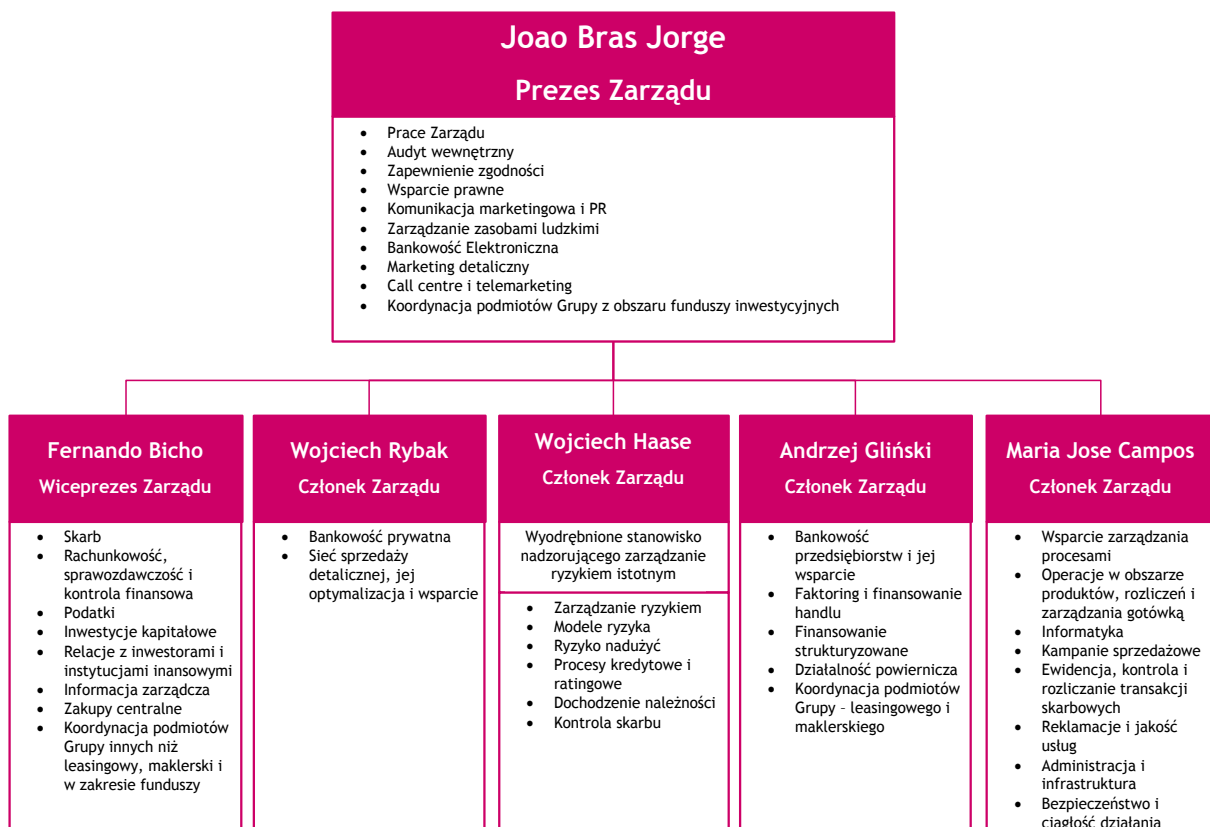 Joao Bras Jorge
Prezes Zarządu
• Prace Zarządu
• Audyt wewnętrzny
• Zapewnienie zgodności
• Wsparcie prawne
• Komunikacja marketingowa i PR
• Zarządzanie zasobami ludzkimi
• Bankowość Elektroniczna
• Marketing detaliczny
• Call centre i telemarketing
• Koordynacja podmiotów Grupy z obszaru funduszy inwestycyjnych
Fernando Bicho
Wiceprezes Zarządu
• Skarb
• Rachunkowość,
sprawozdawczość i
kontrola finansowa
• Podatki
• Inwestycje kapitałowe
• Relacje z inwestorami i
instytucjami inansowymi
• Informacja zarządcza
• Zakupy centralne
• Koordynacja podmiotów
Grupy innych niż
leasingowy, maklerski i
w zakresie funduszy
Wojciech Rybak
Członek Zarządu
• Bankowość prywatna
• Sieć sprzedaży
detalicznej, jej
optymalizacja i wsparcie
Wojciech Haase
Członek Zarządu
Wyodrębnione stanowisko
nadzorującego zarządzanie
ryzykiem istotnym
• Zarządzanie ryzykiem
• Modele ryzyka
• Ryzyko nadużyć
• Procesy kredytowe i
ratingowe
• Dochodzenie należności
• Kontrola skarbu
Andrzej Gliński
Członek Zarządu
• Bankowość
przedsiębiorstw i jej
wsparcie
• Faktoring i finansowanie
handlu
• Finansowanie
strukturyzowane
• Działalność powiernicza
• Koordynacja podmiotów
Grupy – leasingowego i
maklerskiego
Maria Jose Campos
Członek Zarządu
• Wsparcie zarządzania
procesami
• Operacje w obszarze
produktów, rozliczeń i
zarządzania gotówką
• Informatyka
• Kampanie sprzedażowe
• Ewidencja, kontrola i
rozliczanie transakcji
skarbowych
• Reklamacje i jakość
usług
• Administracja i
infrastruktura
• Bezpieczeństwo i
ciągłość działania